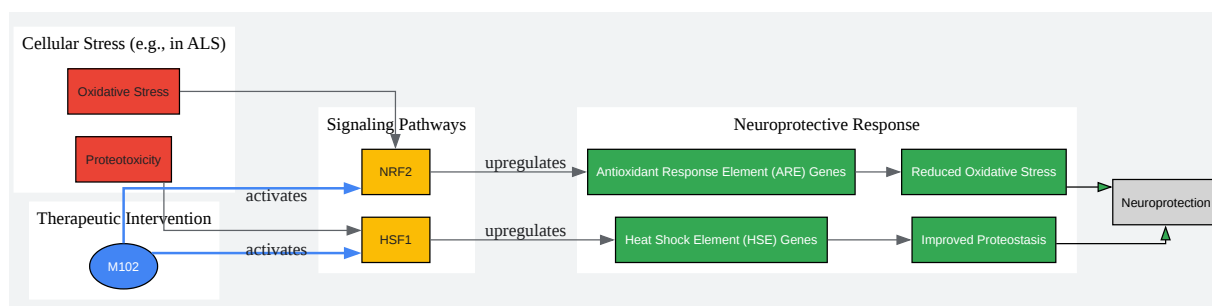 Cellular Stress (e.g., in ALS)
Oxidative Stress
Proteotoxicity
Therapeutic Intervention
M102
activates
activates
Signaling Pathways
NRF2
HSF1
upregulates
upregulates
Neuroprotective Response
Antioxidant Response Element (ARE) Genes
Reduced Oxidative Stress
Heat Shock Element (HSE) Genes
Improved Proteostasis
Neuroprotection